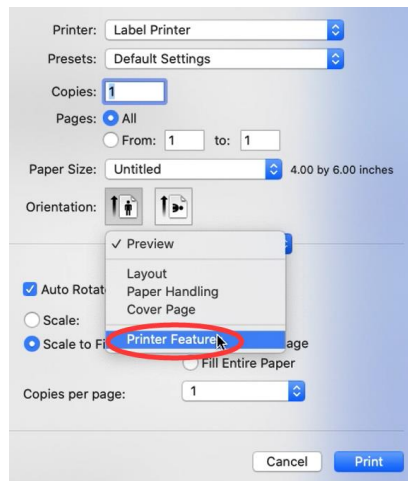 Printer: Label Printer
Presets: Default Settings
Copies: 1
Pages: All
From: 1 to: 1
Paper Size: Untitled 4.00 by 6.00 inches
Orientation:
✓ Preview
Layout
Auto Rotat
Paper Handling
Cover Page
Scale:
Printer Feature
Scale to Fi age
Fill Entire Paper
Copies per page: 1
Cancel Print